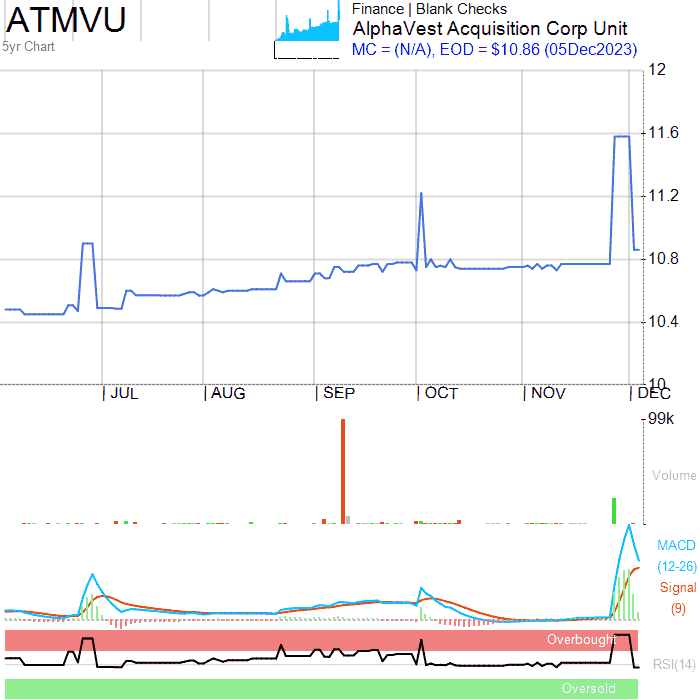 ATMVU
5yr Chart
Finance | Blank Checks
AlphaVest Acquisition Corp Unit
MC = (N/A), EOD = $10.86 (05Dec2023)
12
11.6
11.2
10.8
10.4
10
| JUL | AUG | SEP | OCT | NOV | DEC
99k
Volume
MACD
(12-26)
Signal
(9)
Overbought
RSI(14)
Oversold